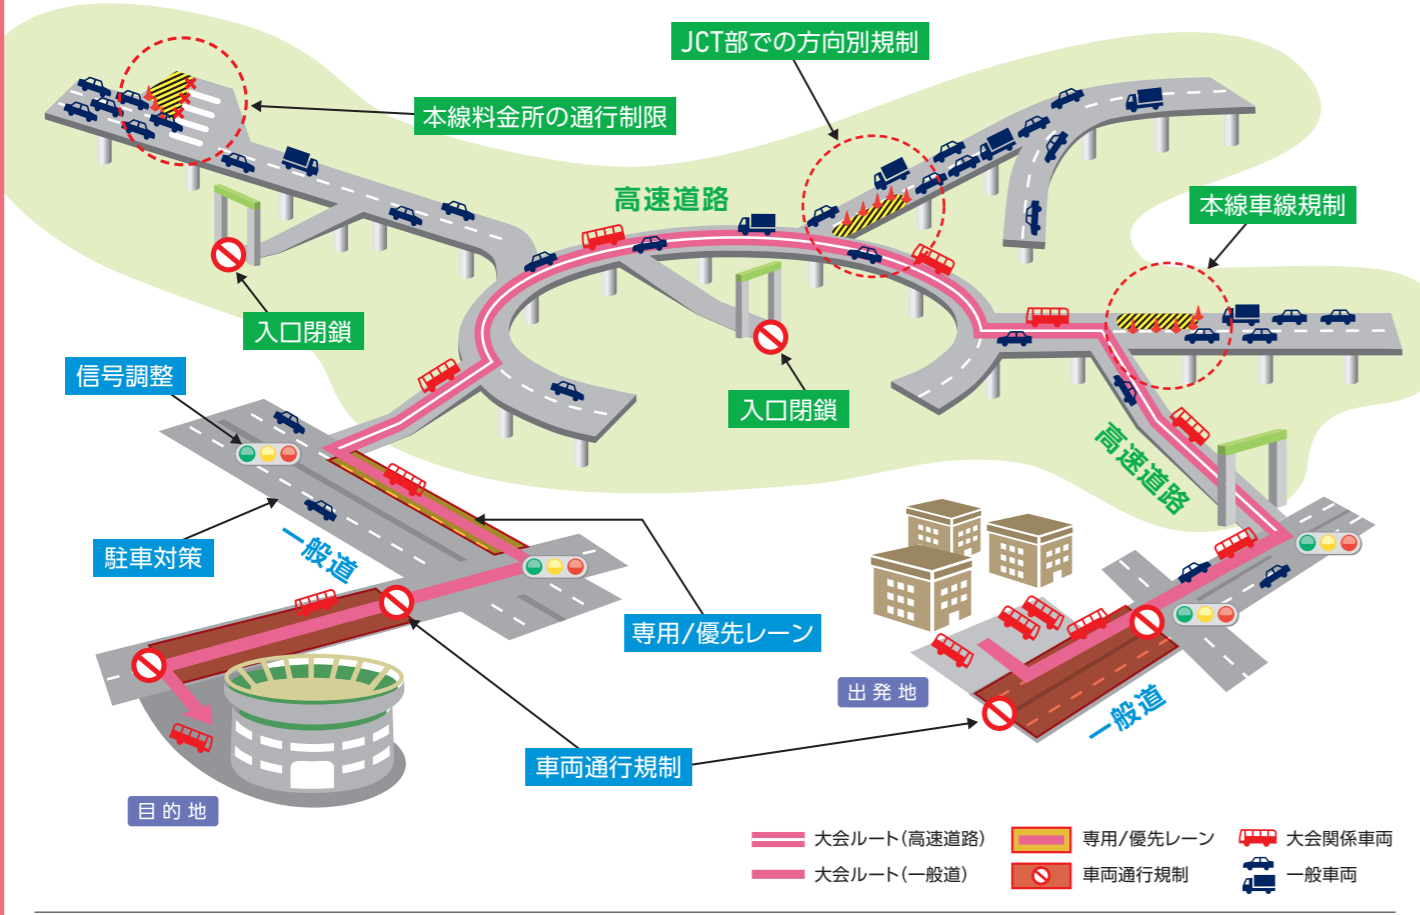 JCT部での方向別規制
本線料金所の通行制限
高速道路
本線車線規制
入口閉鎖
信号調整
入口閉鎖
高速道路
駐車対策
一般道
専用/優先レーン
出発地
一般道
車両通行規制
目的地
大会ルート(高速道路)
専用/優先レーン
大会関係車両
大会ルート(一般道)
車両通行規制
一般車両